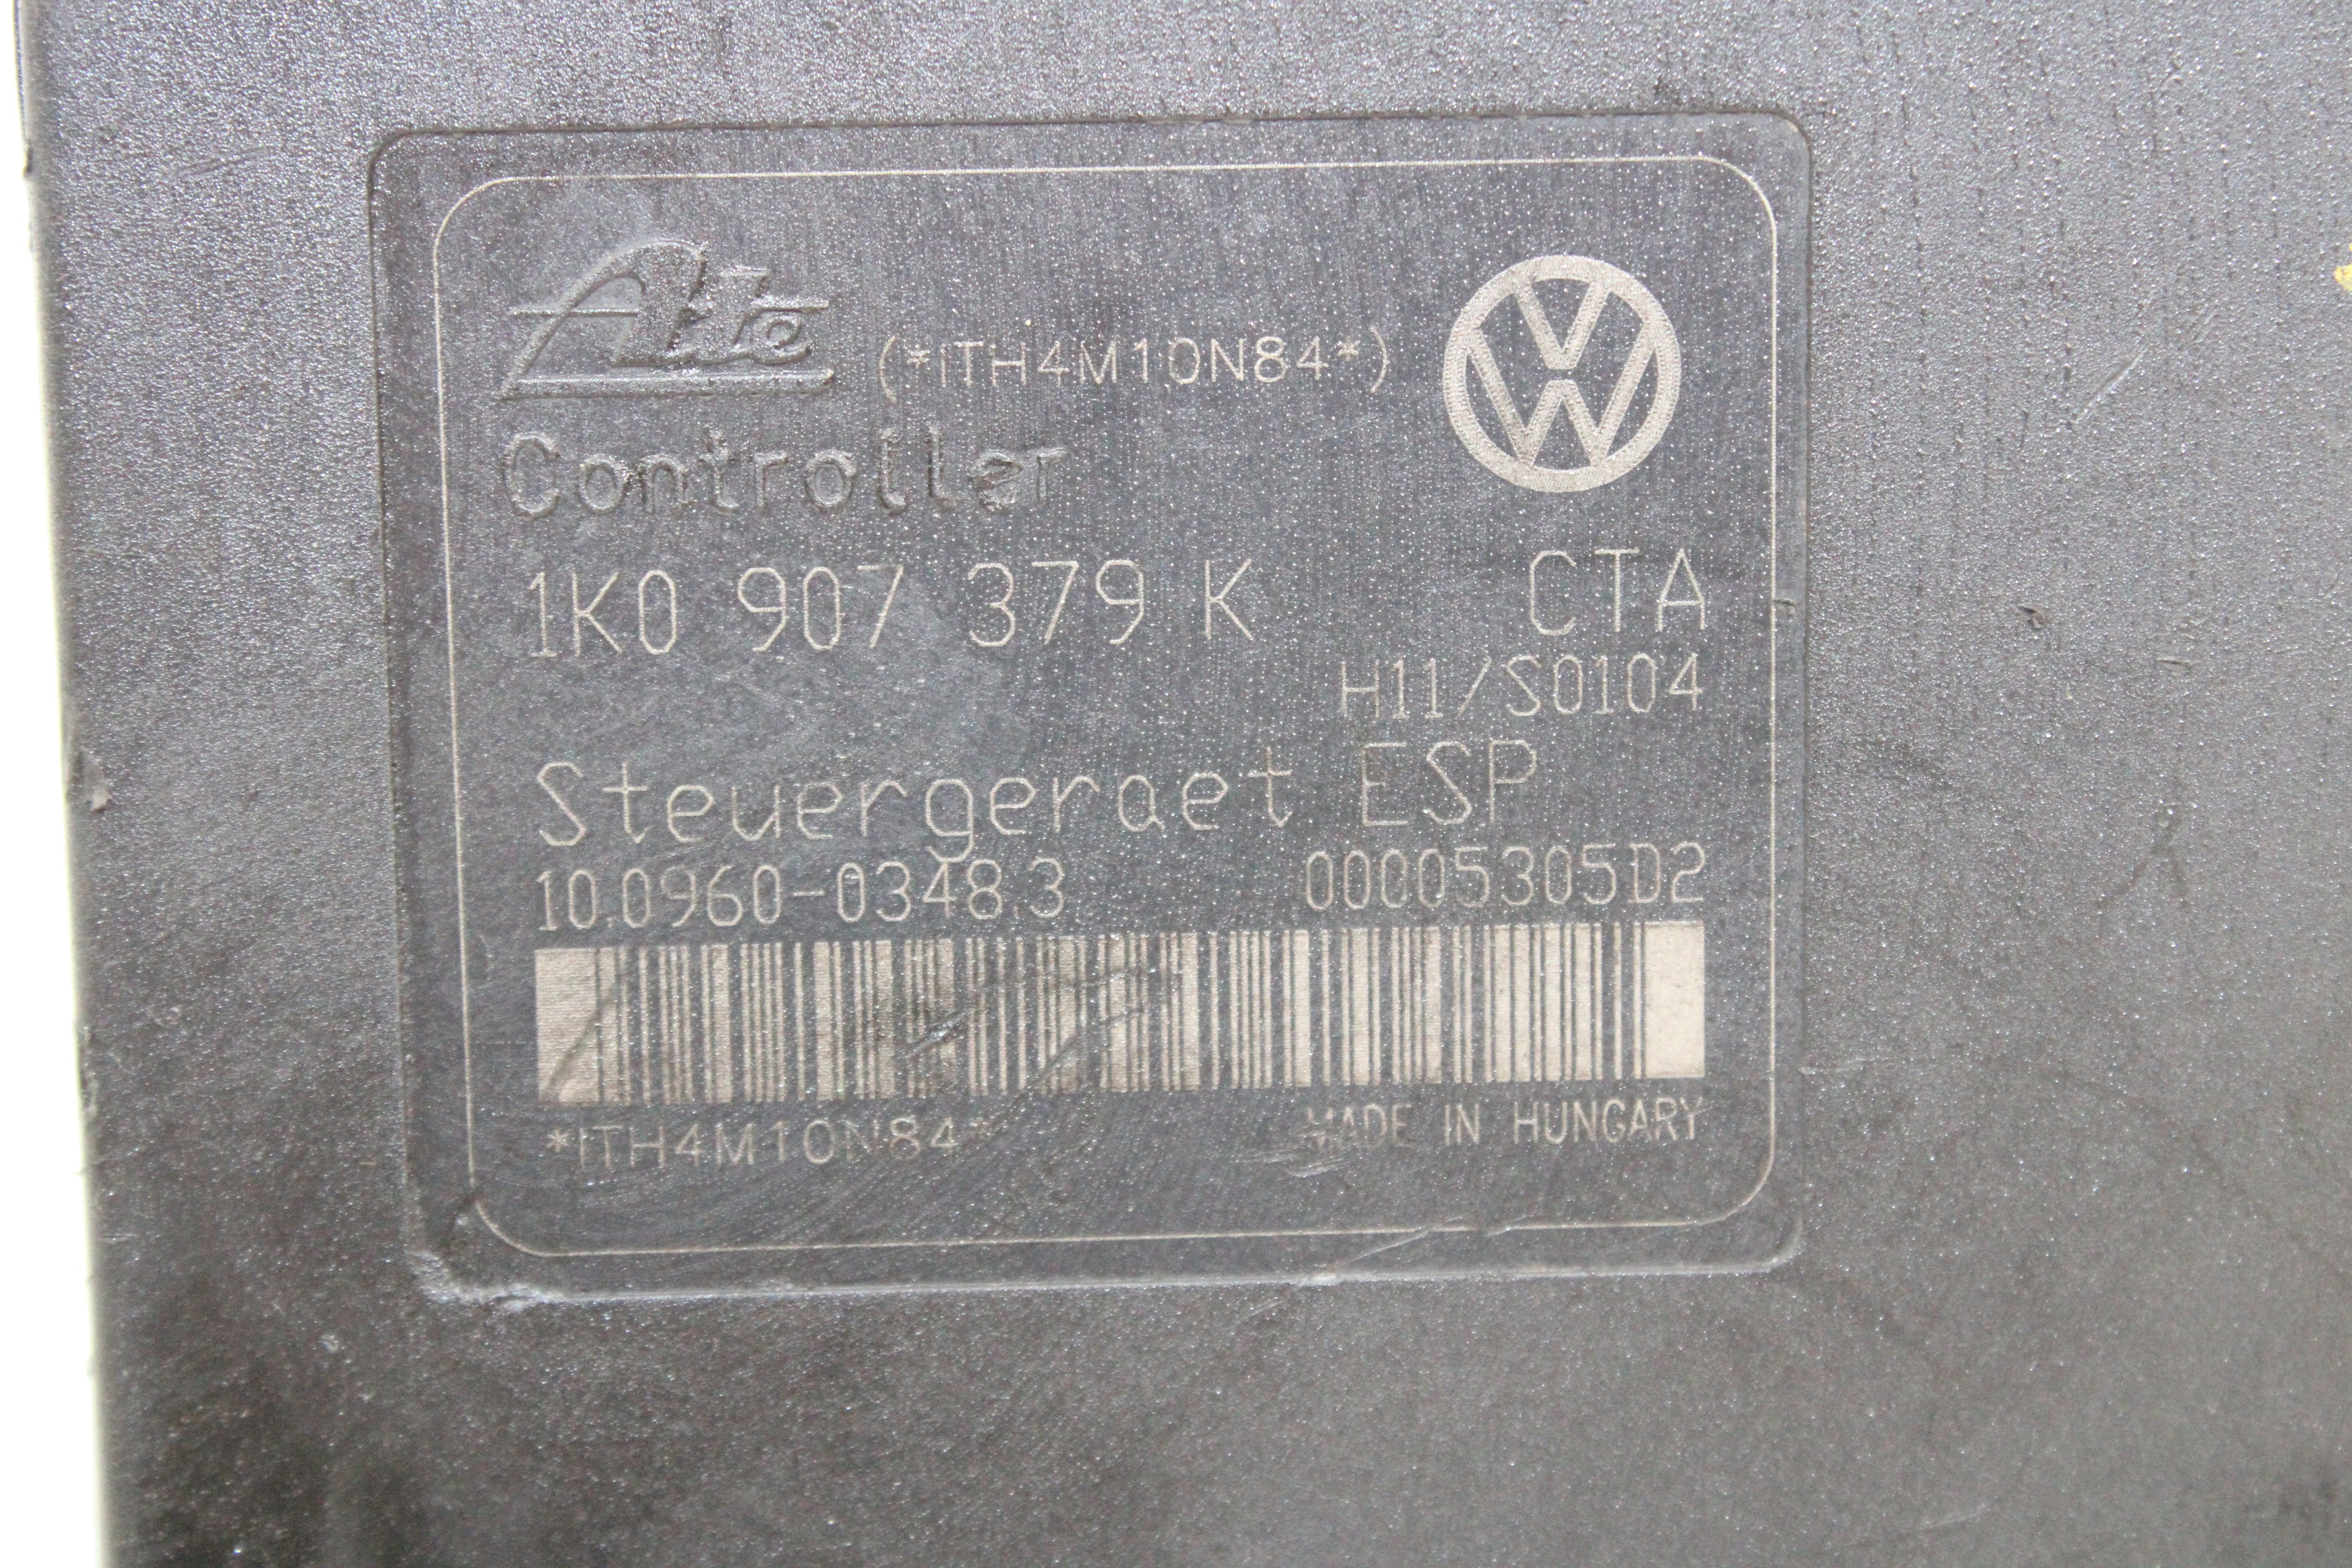 Ate (*ITH4M10N84*)
Controller
1K0 907 379 K CTA
H11/S0104
Steuergeraet ESP
10.0960-0348.3 00005305D2
*ITH4M10N84*
MADE IN HUNGARY